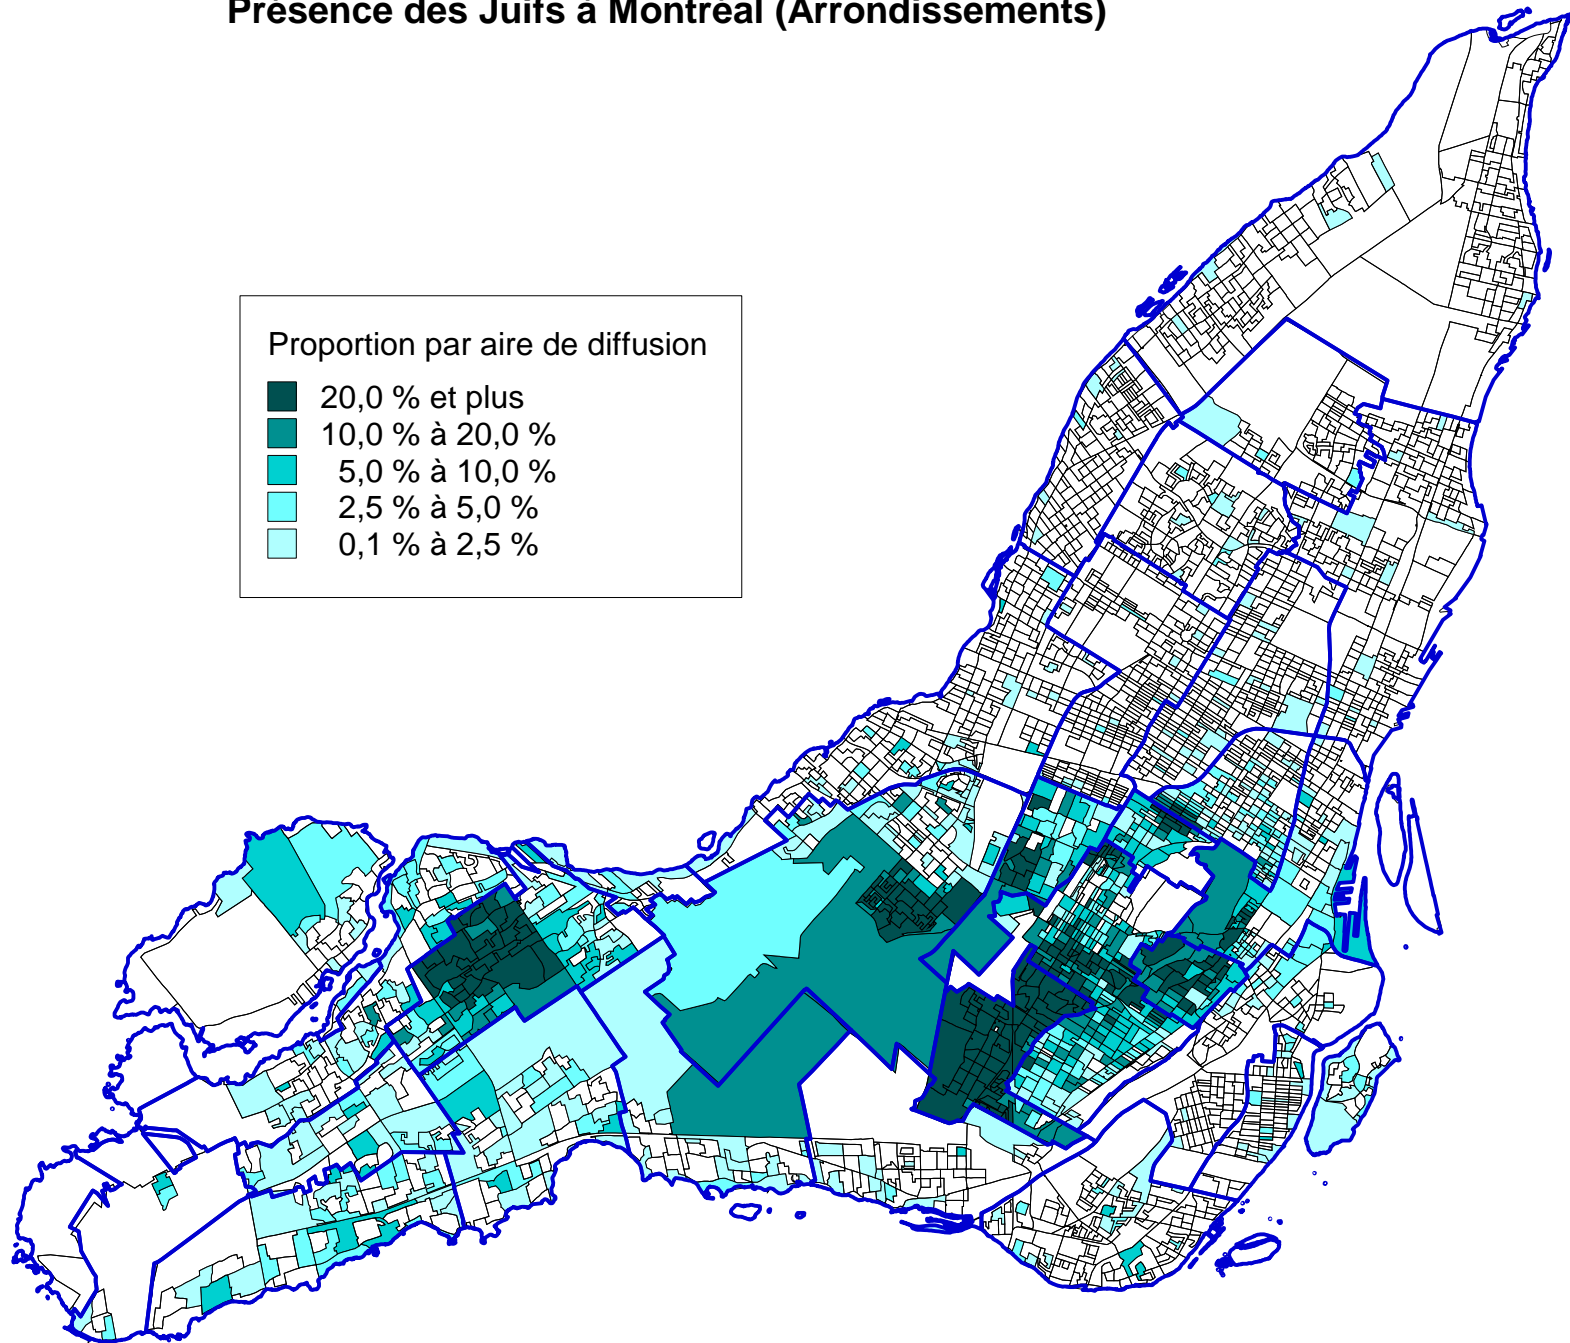 Présence des Juifs à Montréal (Arrondissements)
Proportion par aire de diffusion
20,0 % et plus
10,0 % à 20,0 %
5,0 % à 10,0 %
2,5 % à 5,0 %
0,1 % à 2,5 %